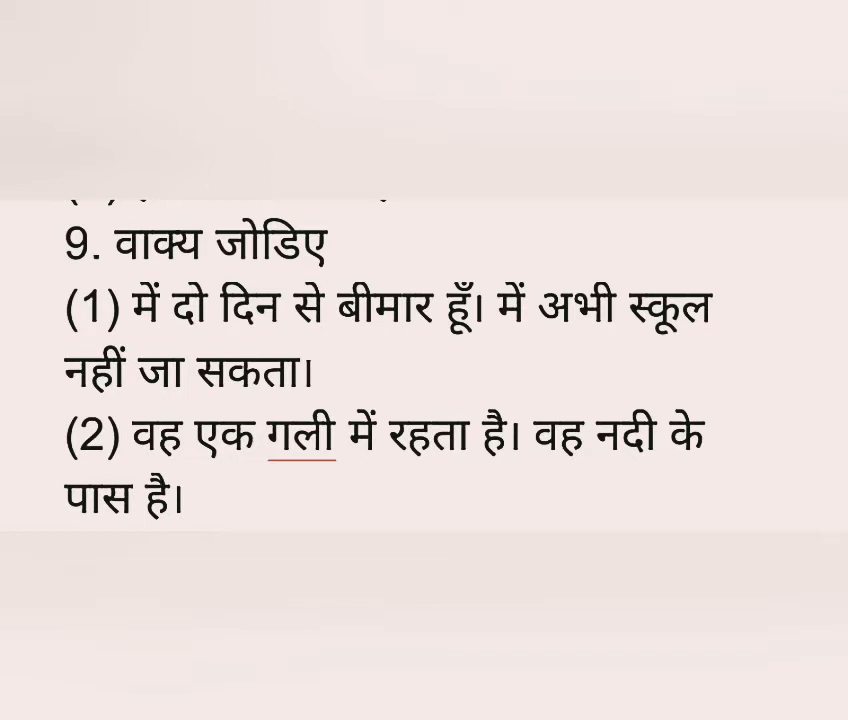 9. वाक्य जोडिए
(1) में दो दिन से बीमार हूँ। में अभी स्कूल
नहीं जा सकता।
(2) वह एक गली में रहता है। वह नदी के
पास है।